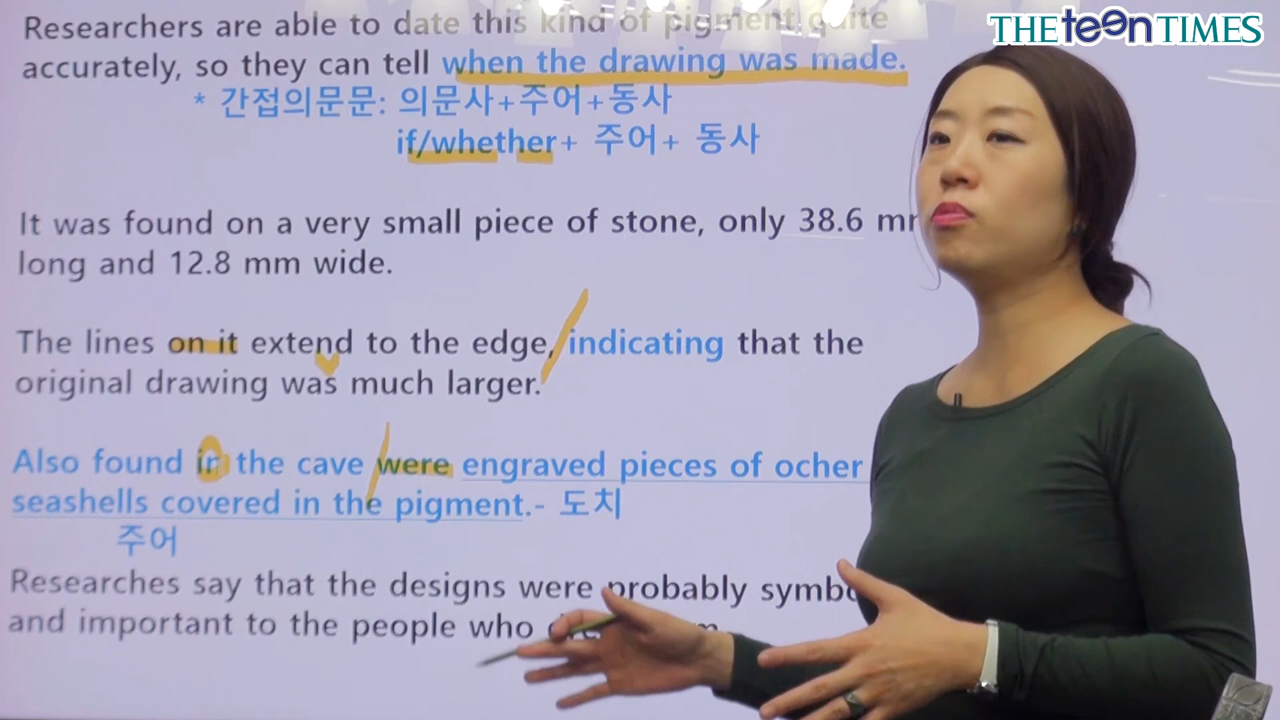 THE teen TIMES
Researchers are able to date this kind of pigment quite
accurately, so they can tell when the drawing was made.
* 간접의문문: 의문사+주어+동사
if/whether+ 주어+ 동사
It was found on a very small piece of stone, only 38.6
long and 12.8 mm wide.
The lines on it extend to the edge, indicating that the
original drawing was much larger.
Also found in the cave were engraved pieces of ocher
seashells covered in the pigment.- 도치
주어
Researches say that the designs were probably
and important to the people who